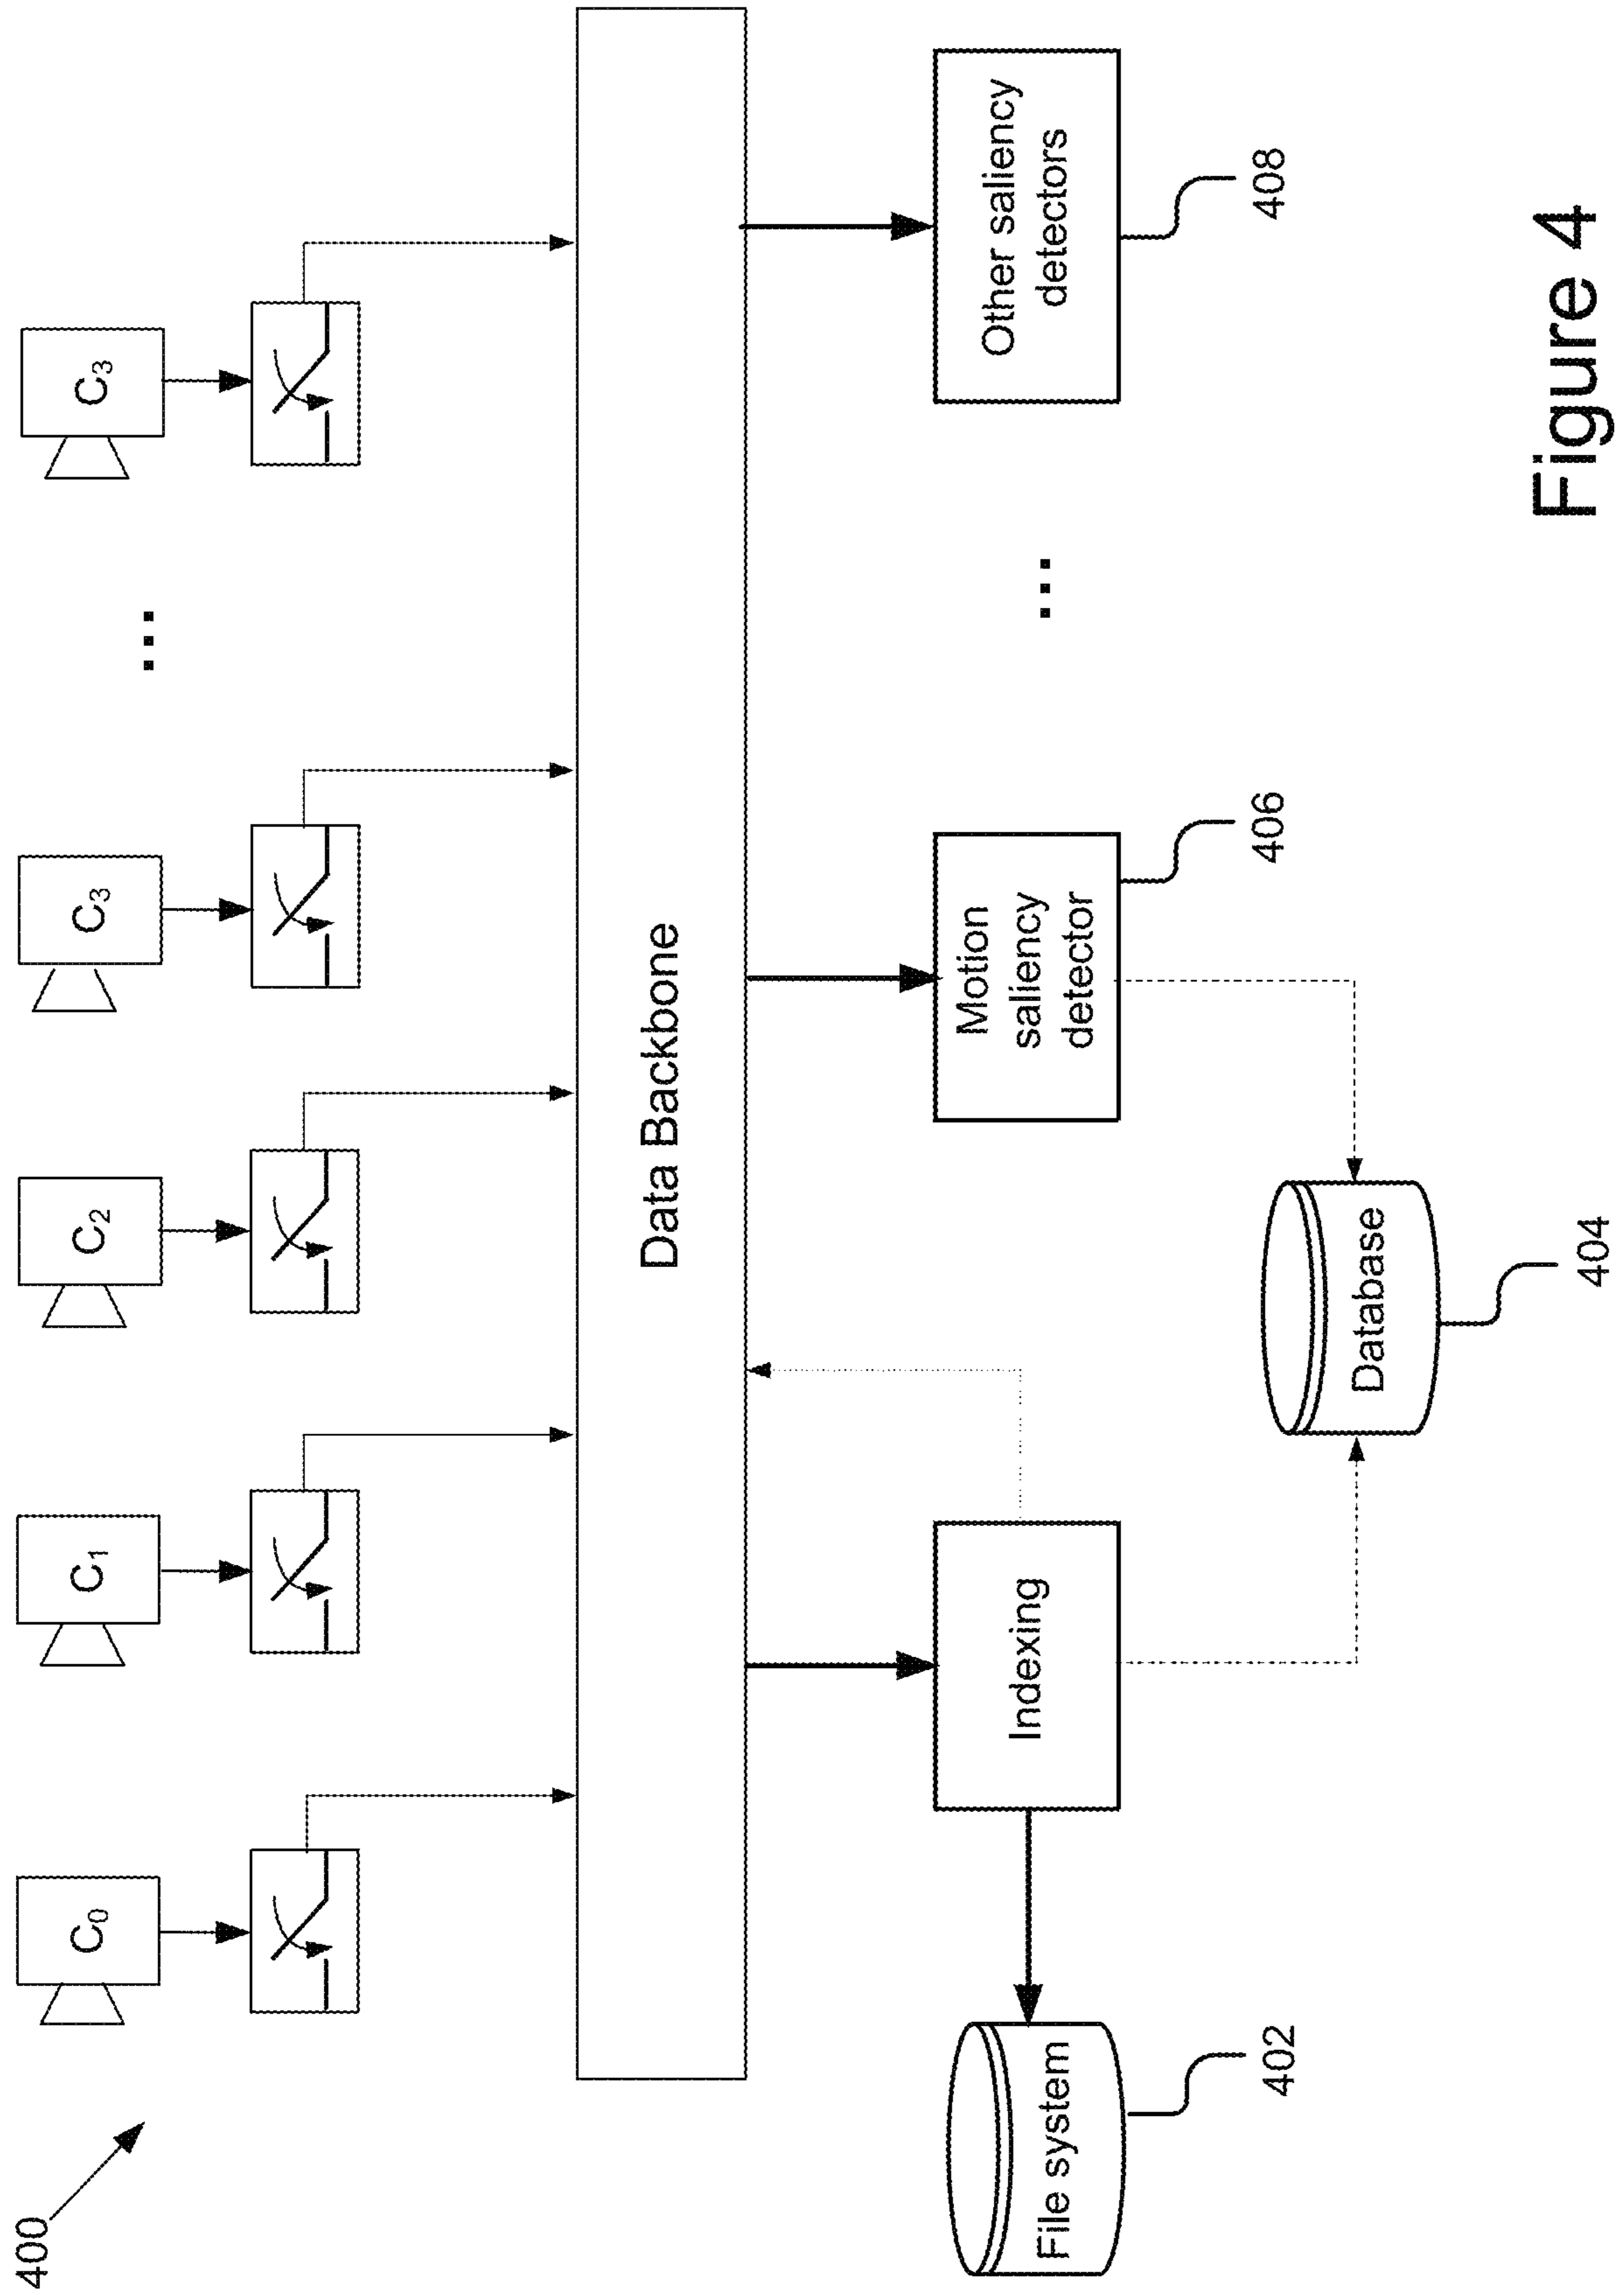 400
C0
C1
C2
C3
C3
...
Data Backbone
File system
402
Indexing
Database
404
Motion
saliency
detector
406
...
Other saliency
detectors
408
Figure 4